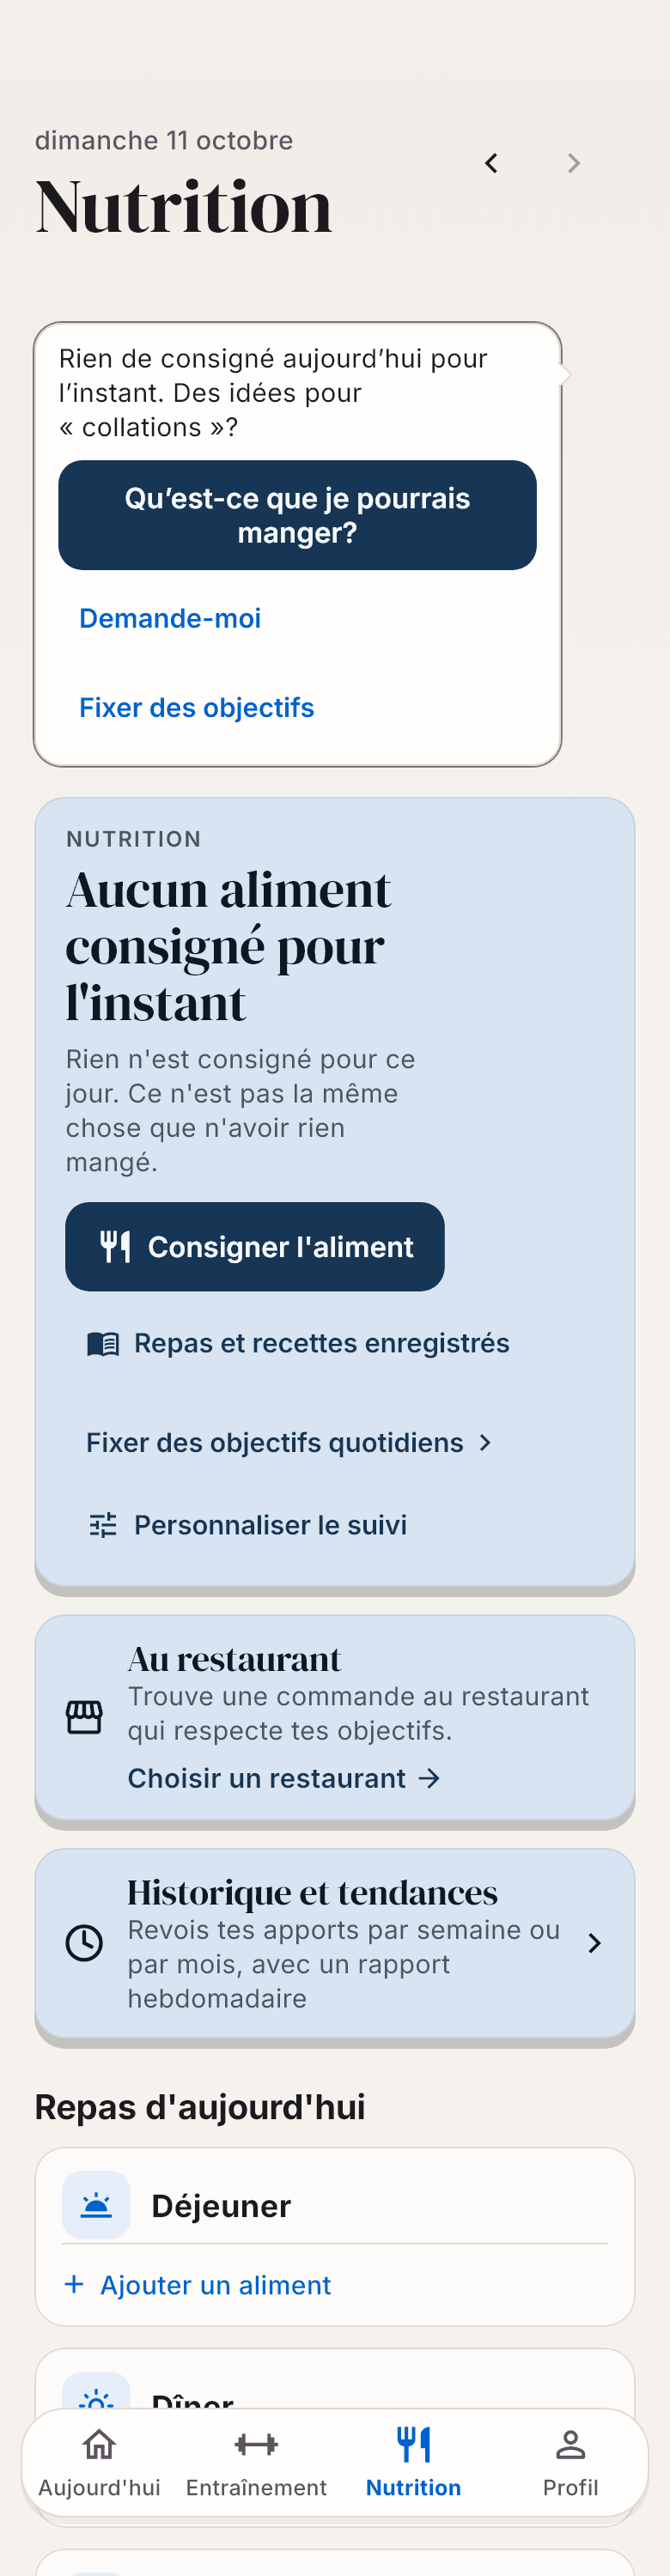 dimanche 11 octobre
Nutrition
Rien de consigné aujourd’hui pour
l’instant. Des idées pour
« collations »?
Qu’est-ce que je pourrais
manger?
Demande-moi
Fixer des objectifs
NUTRITION
Aucun aliment
consigné pour
l'instant
Rien n'est consigné pour ce
jour. Ce n'est pas la même
chose que n'avoir rien
mangé.
Consigner l'aliment
Repas et recettes enregistrés
Fixer des objectifs quotidiens
Personnaliser le suivi
Au restaurant
Trouve une commande au restaurant
qui respecte tes objectifs.
Choisir un restaurant →
Historique et tendances
Revois tes apports par semaine ou
par mois, avec un rapport
hebdomadaire
Repas d'aujourd'hui
Déjeuner
+ Ajouter un aliment
Dîner
Aujourd'hui
Entraînement
Nutrition
Profil